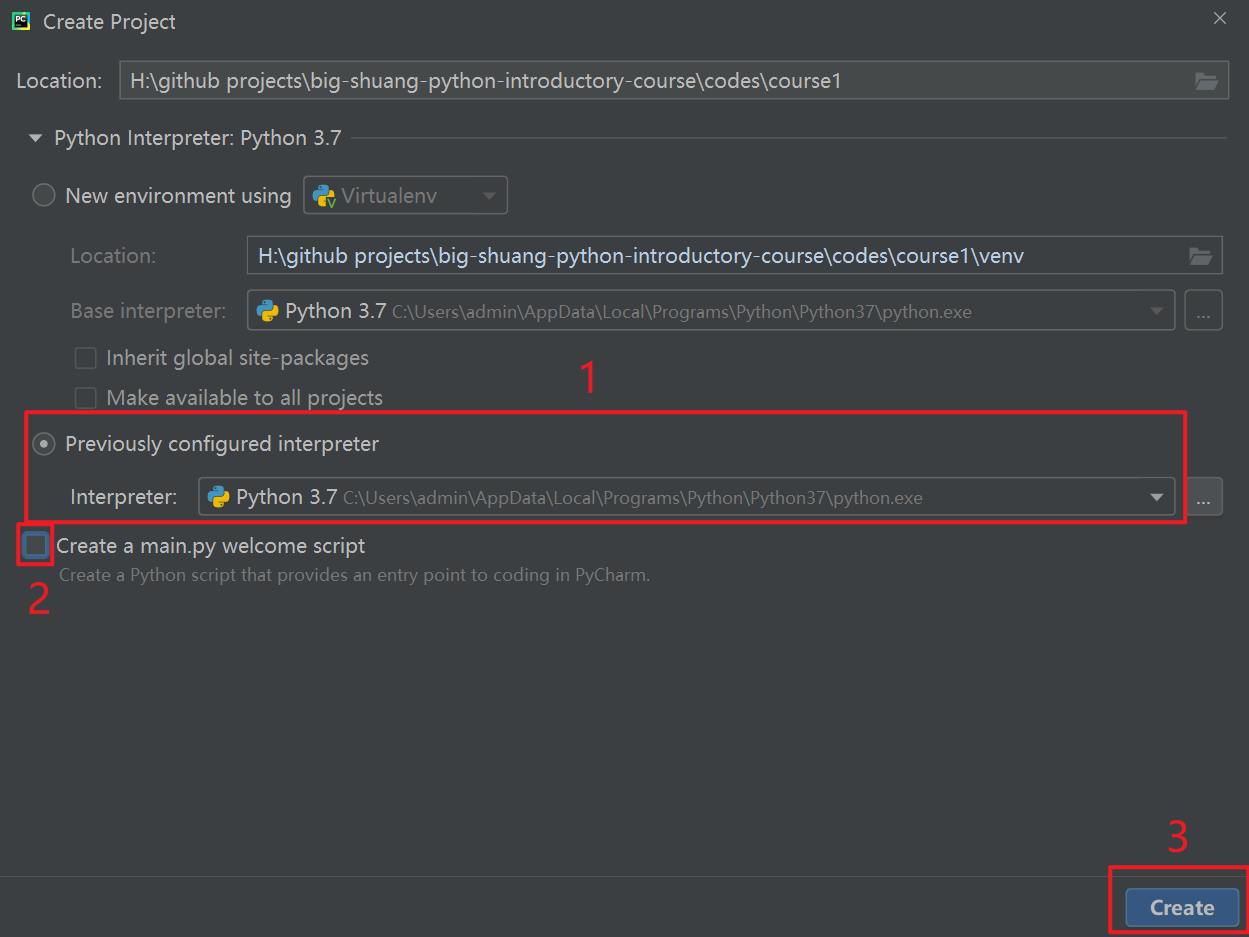 PC Create Project
Location: H:\github projects\big-shuang-python-introductory-course\codes\course1
Python Interpreter: Python 3.7
New environment using Virtualenv
Location: H:\github projects\big-shuang-python-introductory-course\codes\course1\venv
Base interpreter: Python 3.7 C:\Users\admin\AppData\Local\Programs\Python\Python37\python.exe ...
Inherit global site-packages
1
Make available to all projects
Previously configured interpreter
Interpreter: Python 3.7 C:\Users\admin\AppData\Local\Programs\Python\Python37\python.exe ...
Create a main.py welcome script
Create a Python script that provides an entry point to coding in PyCharm.
2
3
Create